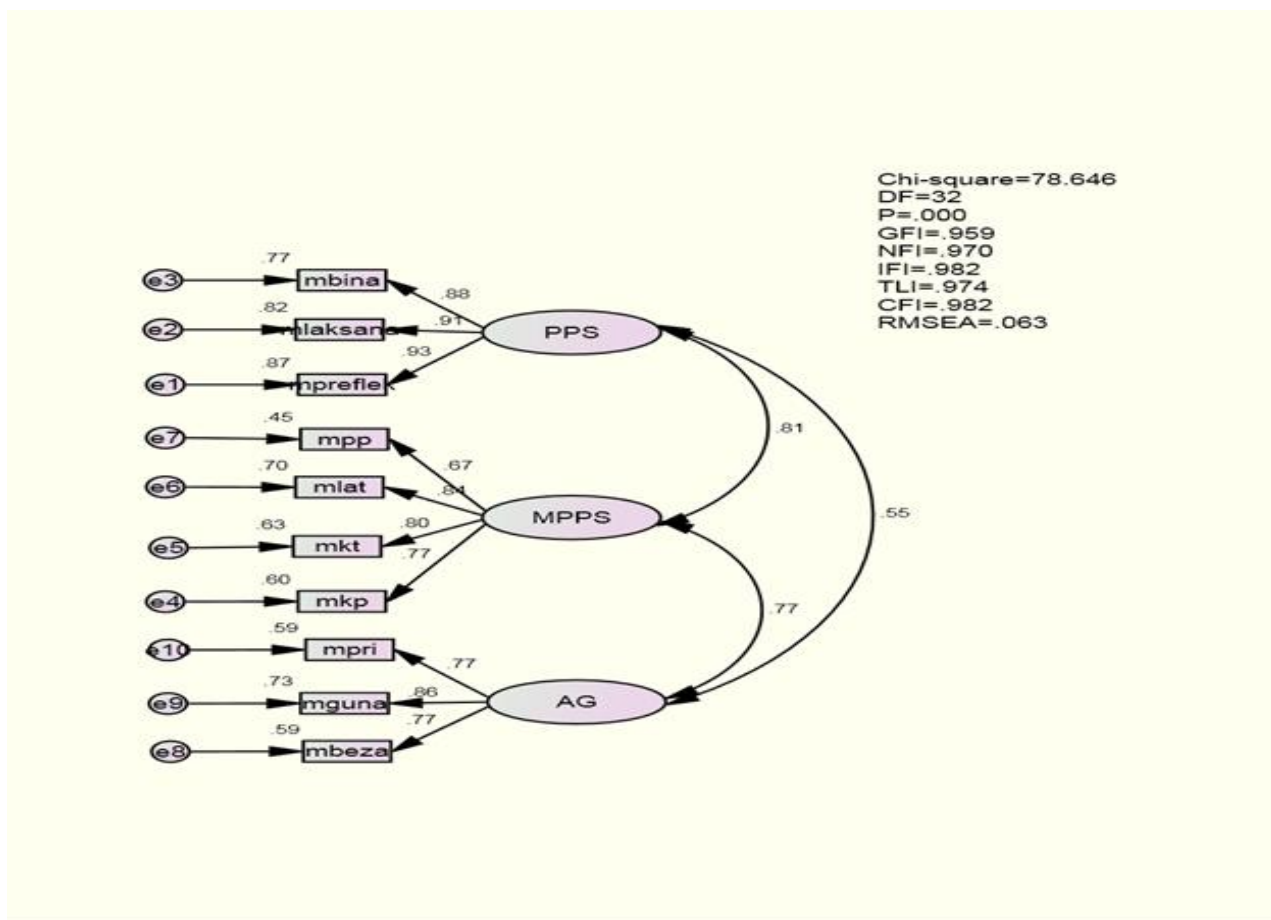 Chi-square=78.646
DF=32
P=.000
GFI=.959
NFI=.970
IFI=.982
TLI=.974
CFI=.982
RMSEA=.063
.77
e3 mbina .88
.82
e2 mlaksana .91 PPS
.87 .93
e1 mpreflek
.45 .81
e7 mpp .67
.70
e6 mlat .84
.63 .80 MPPS .55
e5 mkt .77
.60
e4 mkp
.59 .77
e10 mpri .77
.73 .86
e9 mguna AG
.59 .77
e8 mbeza